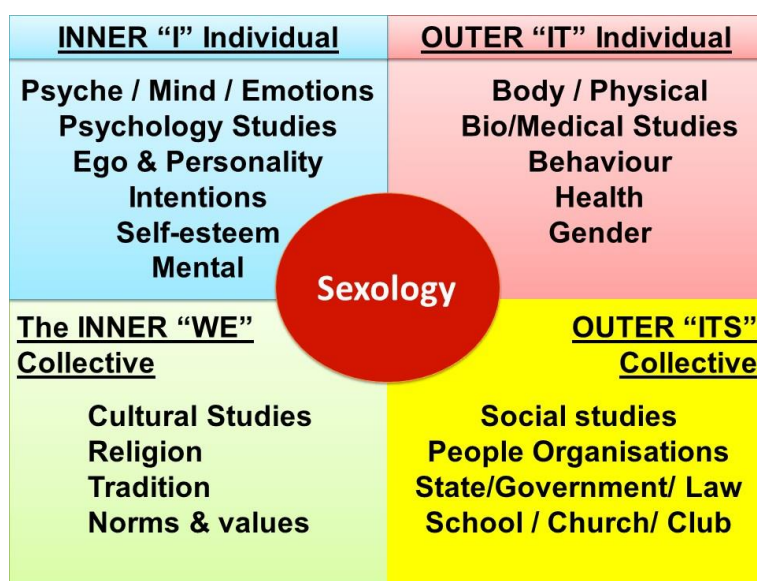 INNER “I” Individual
Psyche / Mind / Emotions
Psychology Studies
Ego & Personality
Intentions
Self-esteem
Mental
OUTER “IT” Individual
Body / Physical
Bio/Medical Studies
Behaviour
Health
Gender
Sexology
The INNER “WE”
Collective
Cultural Studies
Religion
Tradition
Norms & values
OUTER “ITS”
Collective
Social studies
People Organisations
State/Government/ Law
School / Church/ Club